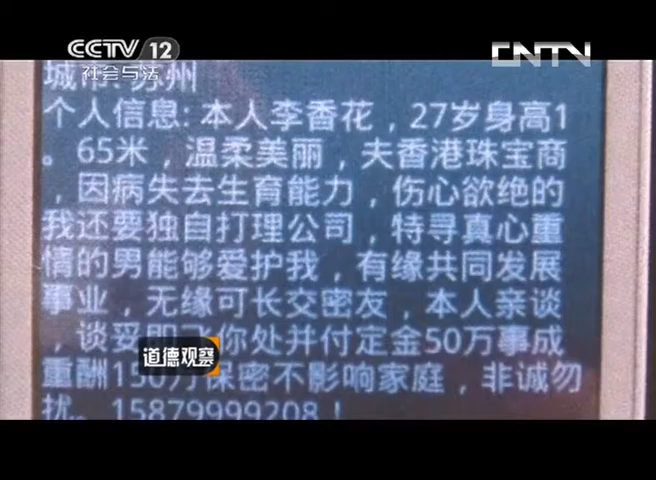 CCTV 12
社会与法
CNTV
城市: 苏州
个人信息: 本人李香花，27岁身高1
。65米，温柔美丽，夫香港珠宝商
，因病失去生育能力，伤心欲绝的
我还要独自打理公司，特寻真心重
情的男能够爱护我，有缘共同发展
事业，无缘可长交密友，本人亲谈
，谈妥即飞你处并付定金50万事成
重酬150万保密不影响家庭，非诚勿
扰。15879999208！
道德观察